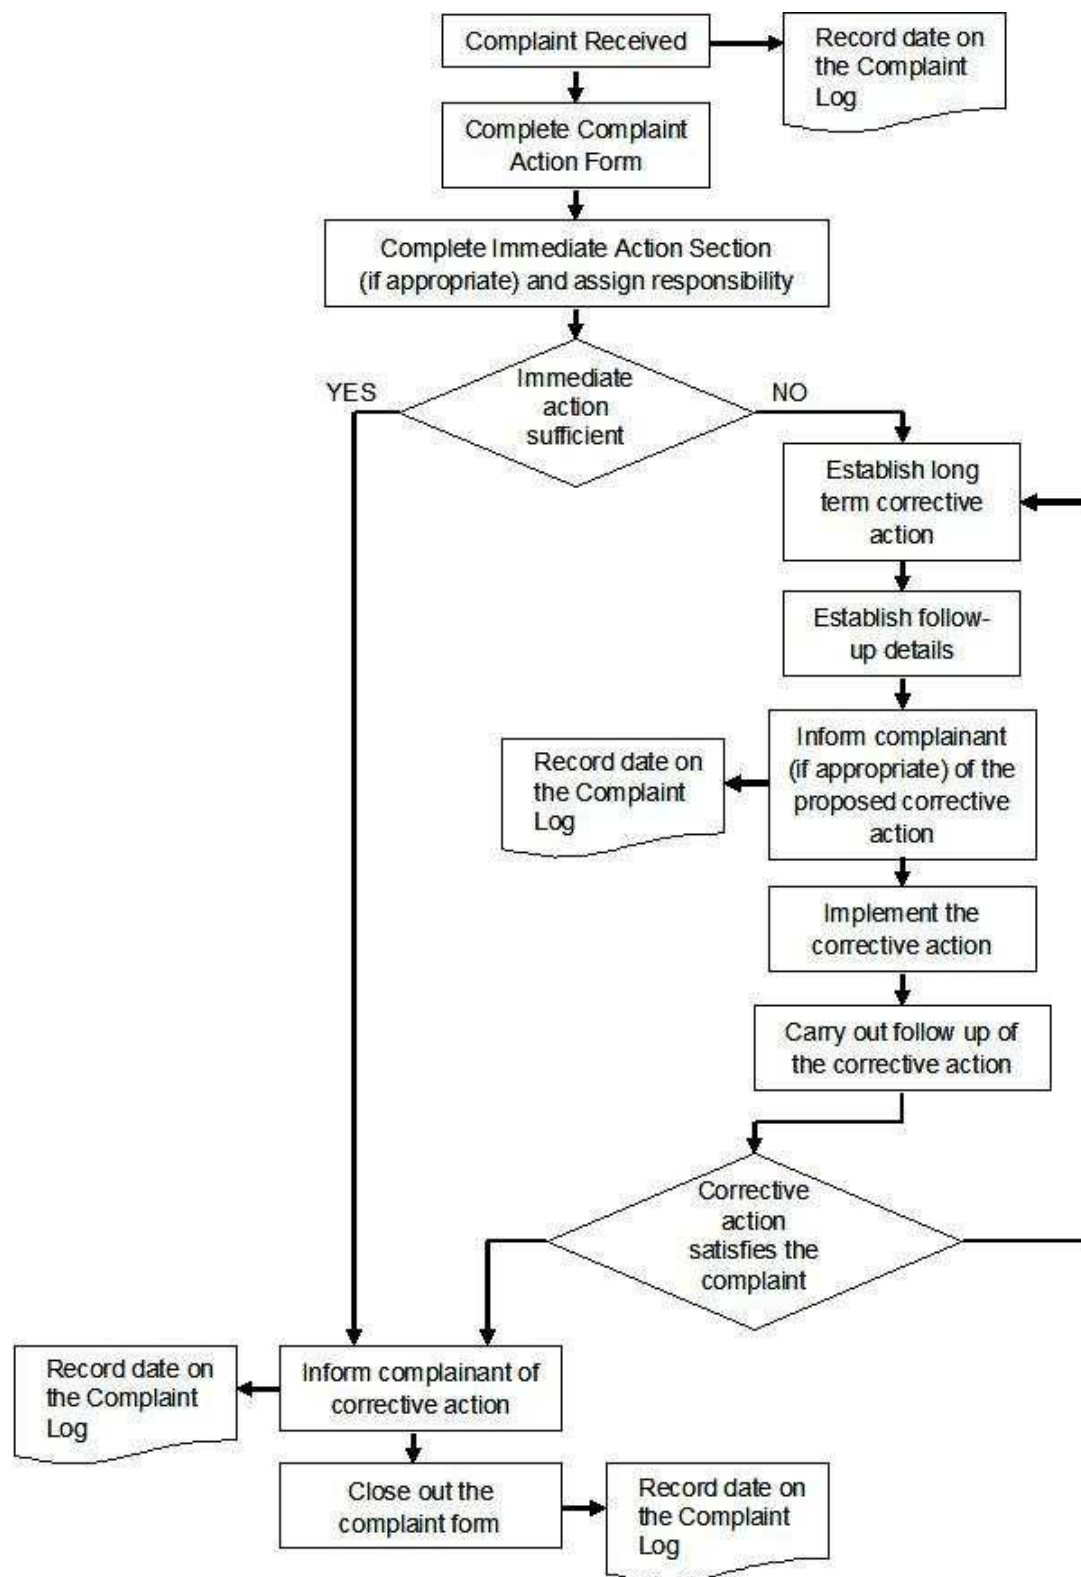 Complaint Received
Record date on
the Complaint
Log
Complete Complaint
Action Form
Complete Immediate Action Section
(if appropriate) and assign responsibility
YES
Immediate
action
sufficient
NO
Establish long
term corrective
action
Establish follow-
up details
Inform complainant
(if appropriate) of the
proposed corrective
action
Record date on
the Complaint
Log
Implement the
corrective action
Carry out follow up of
the corrective action
Corrective
action
satisfies the
complaint
Inform complainant of
corrective action
Record date on
the Complaint
Log
Close out the
complaint form
Record date on
the Complaint
Log